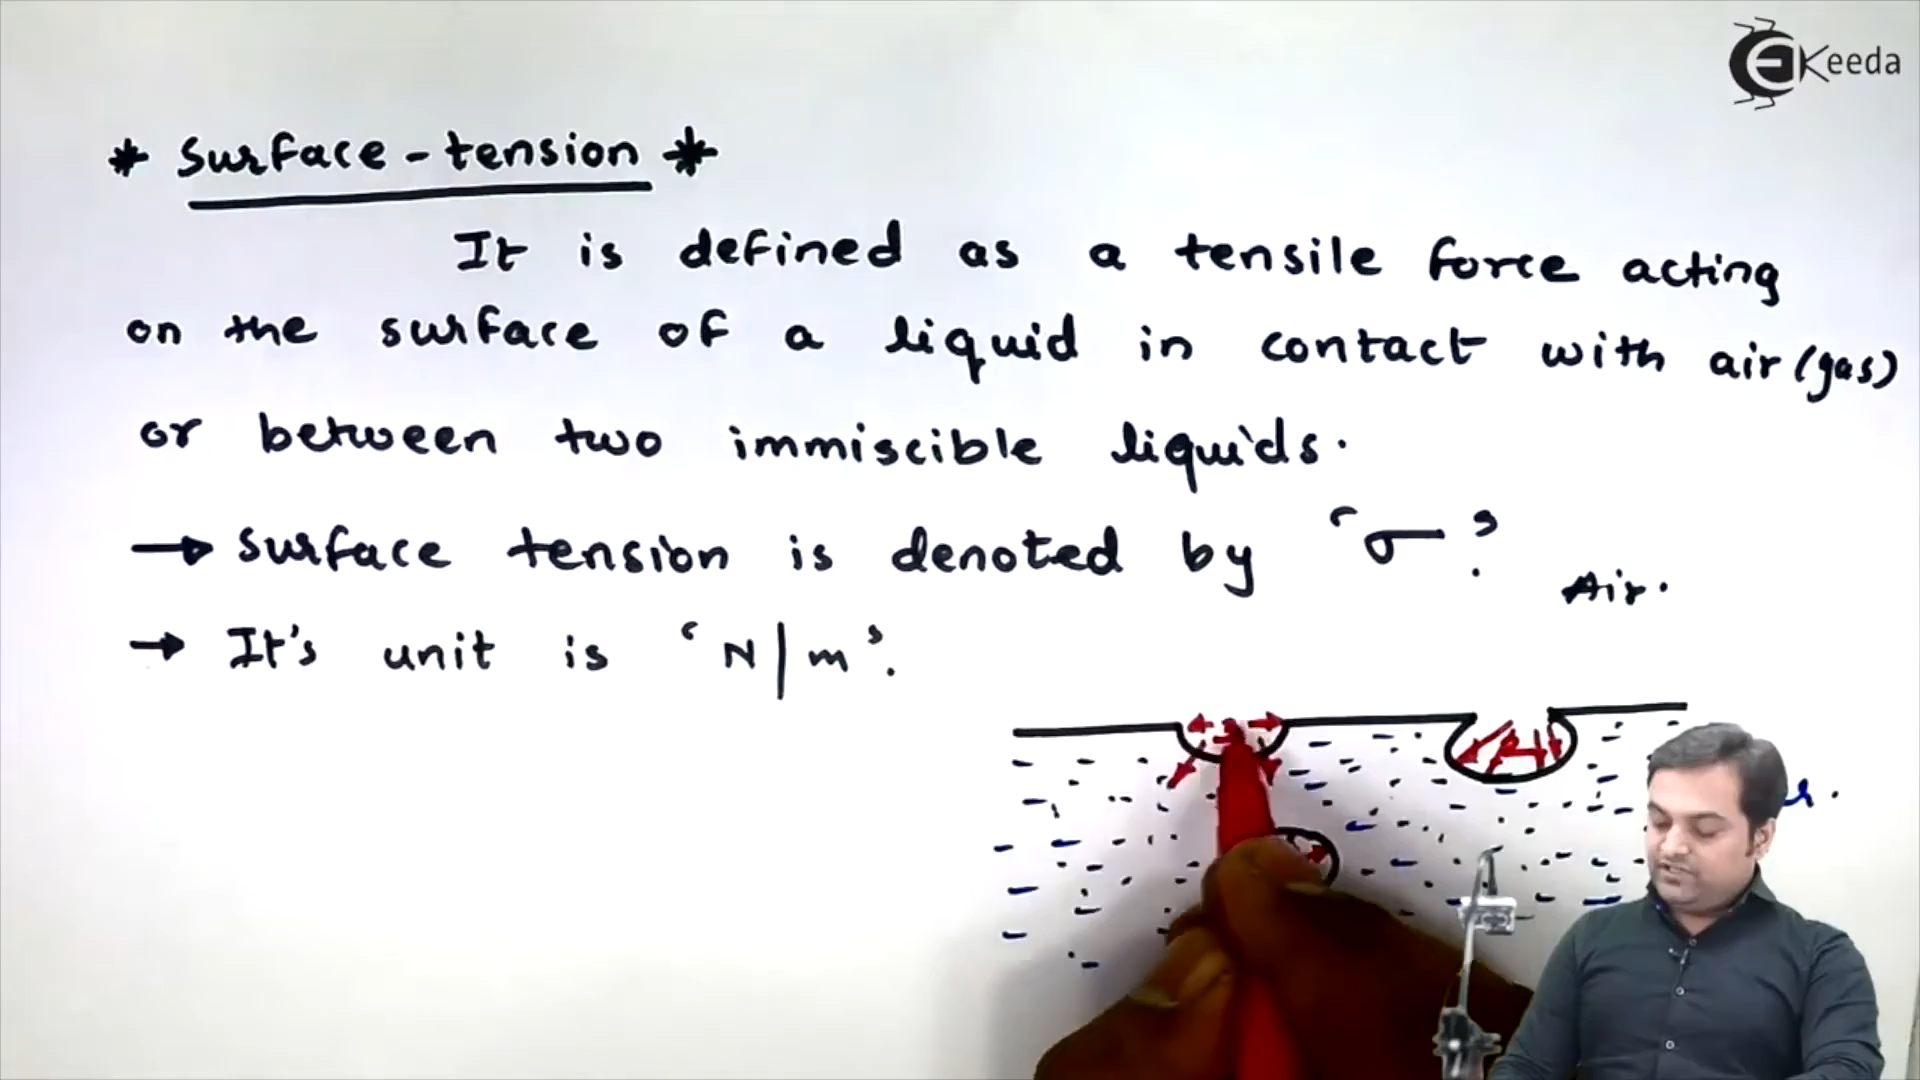 Keeda
* Surface-tension *
It is defined as a tensile force acting
on the surface of a liquid in contact with air (gas)
or between two immiscible liquids.
→ Surface tension is denoted by 'σ'.
Air.
→ It's unit is 'N/m'.